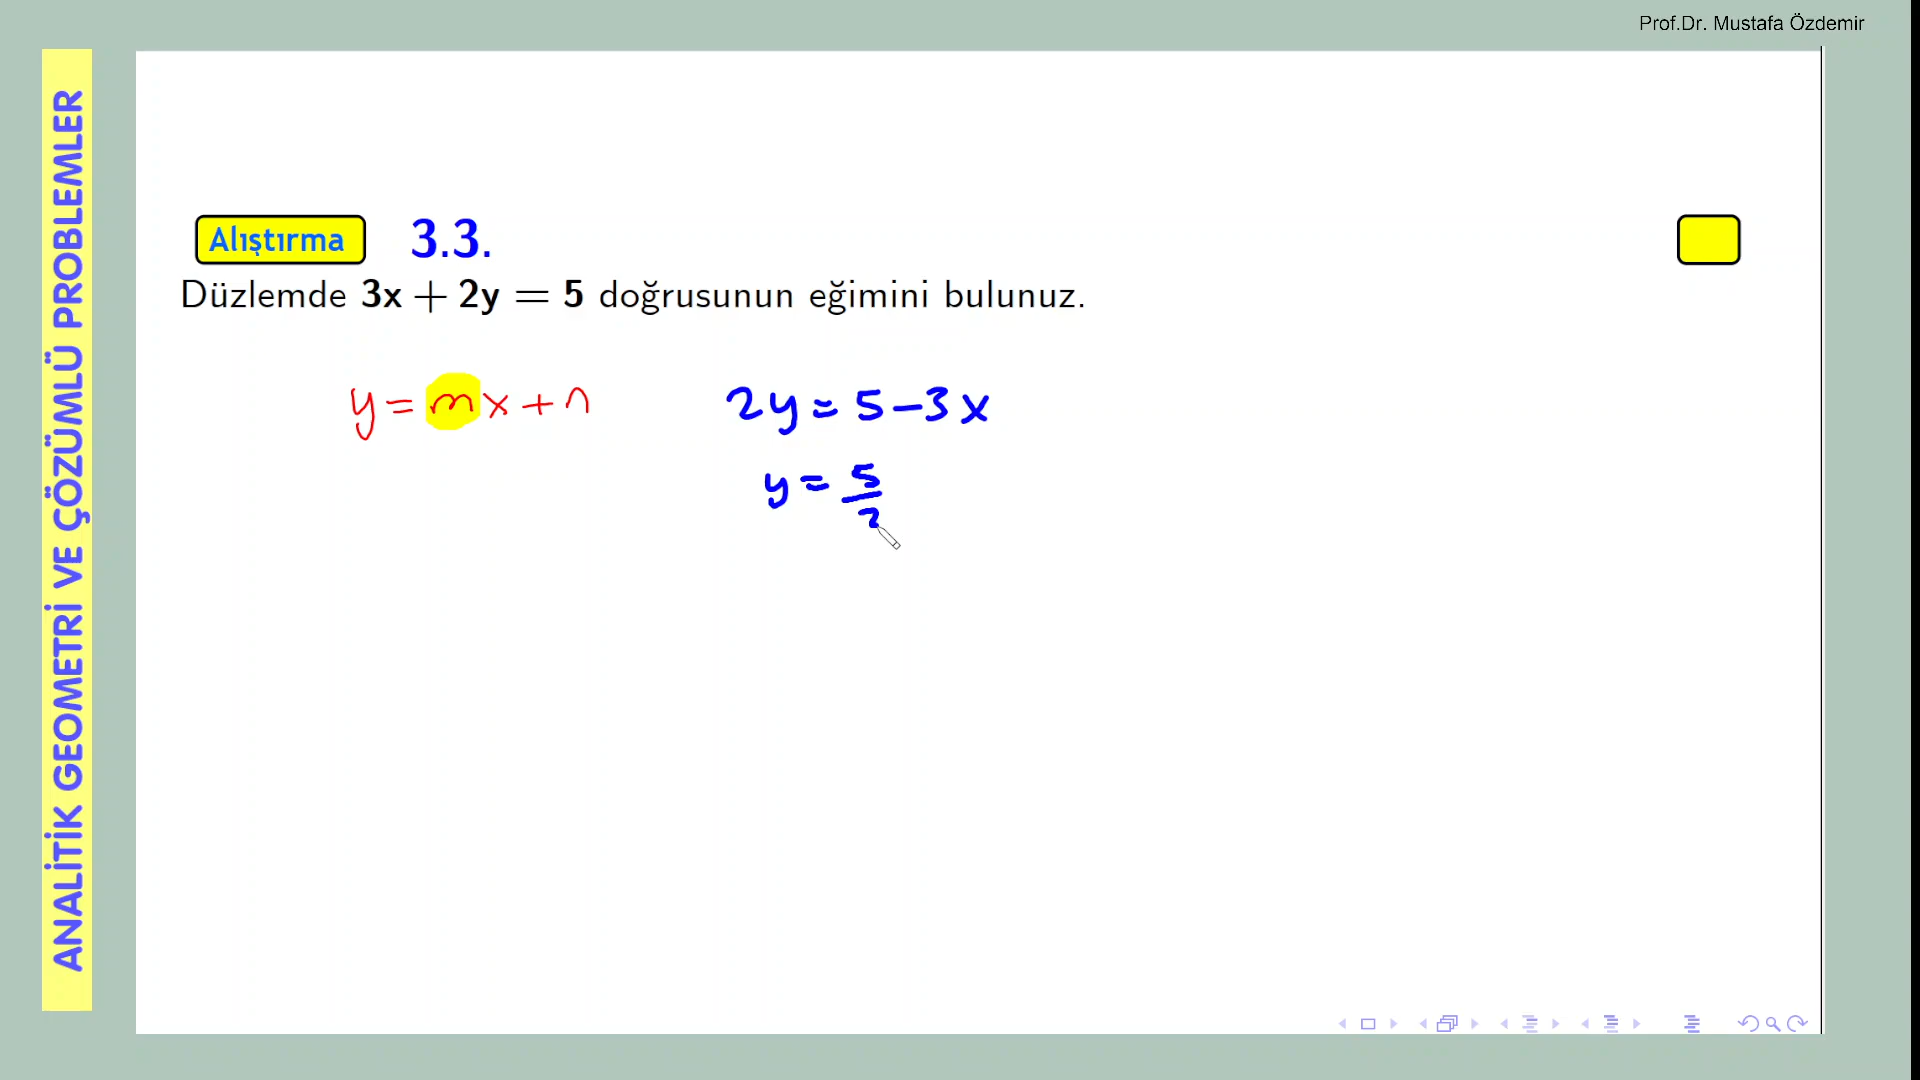 Prof.Dr. Mustafa Özdemir
ANALİTİK GEOMETRİ VE ÇÖZÜMLÜ PROBLEMLER
Alıştırma 3.3.
Düzlemde 3x + 2y = 5 doğrusunun eğimini bulunuz.
y = mx + n
2y = 5 - 3x
y = 5/2